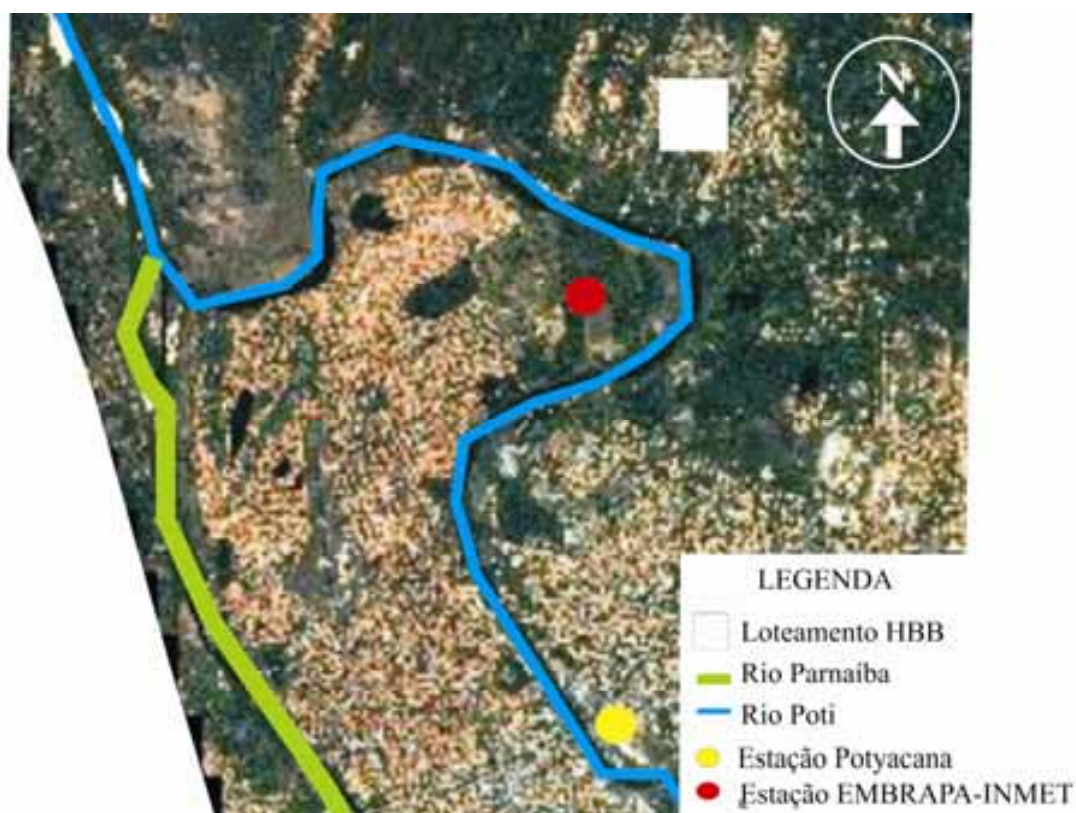 N
LEGENDA
Loteamento HBB
Rio Parnaíba
Rio Poti
Estação Potyacana
Estação EMBRAPA-INMET